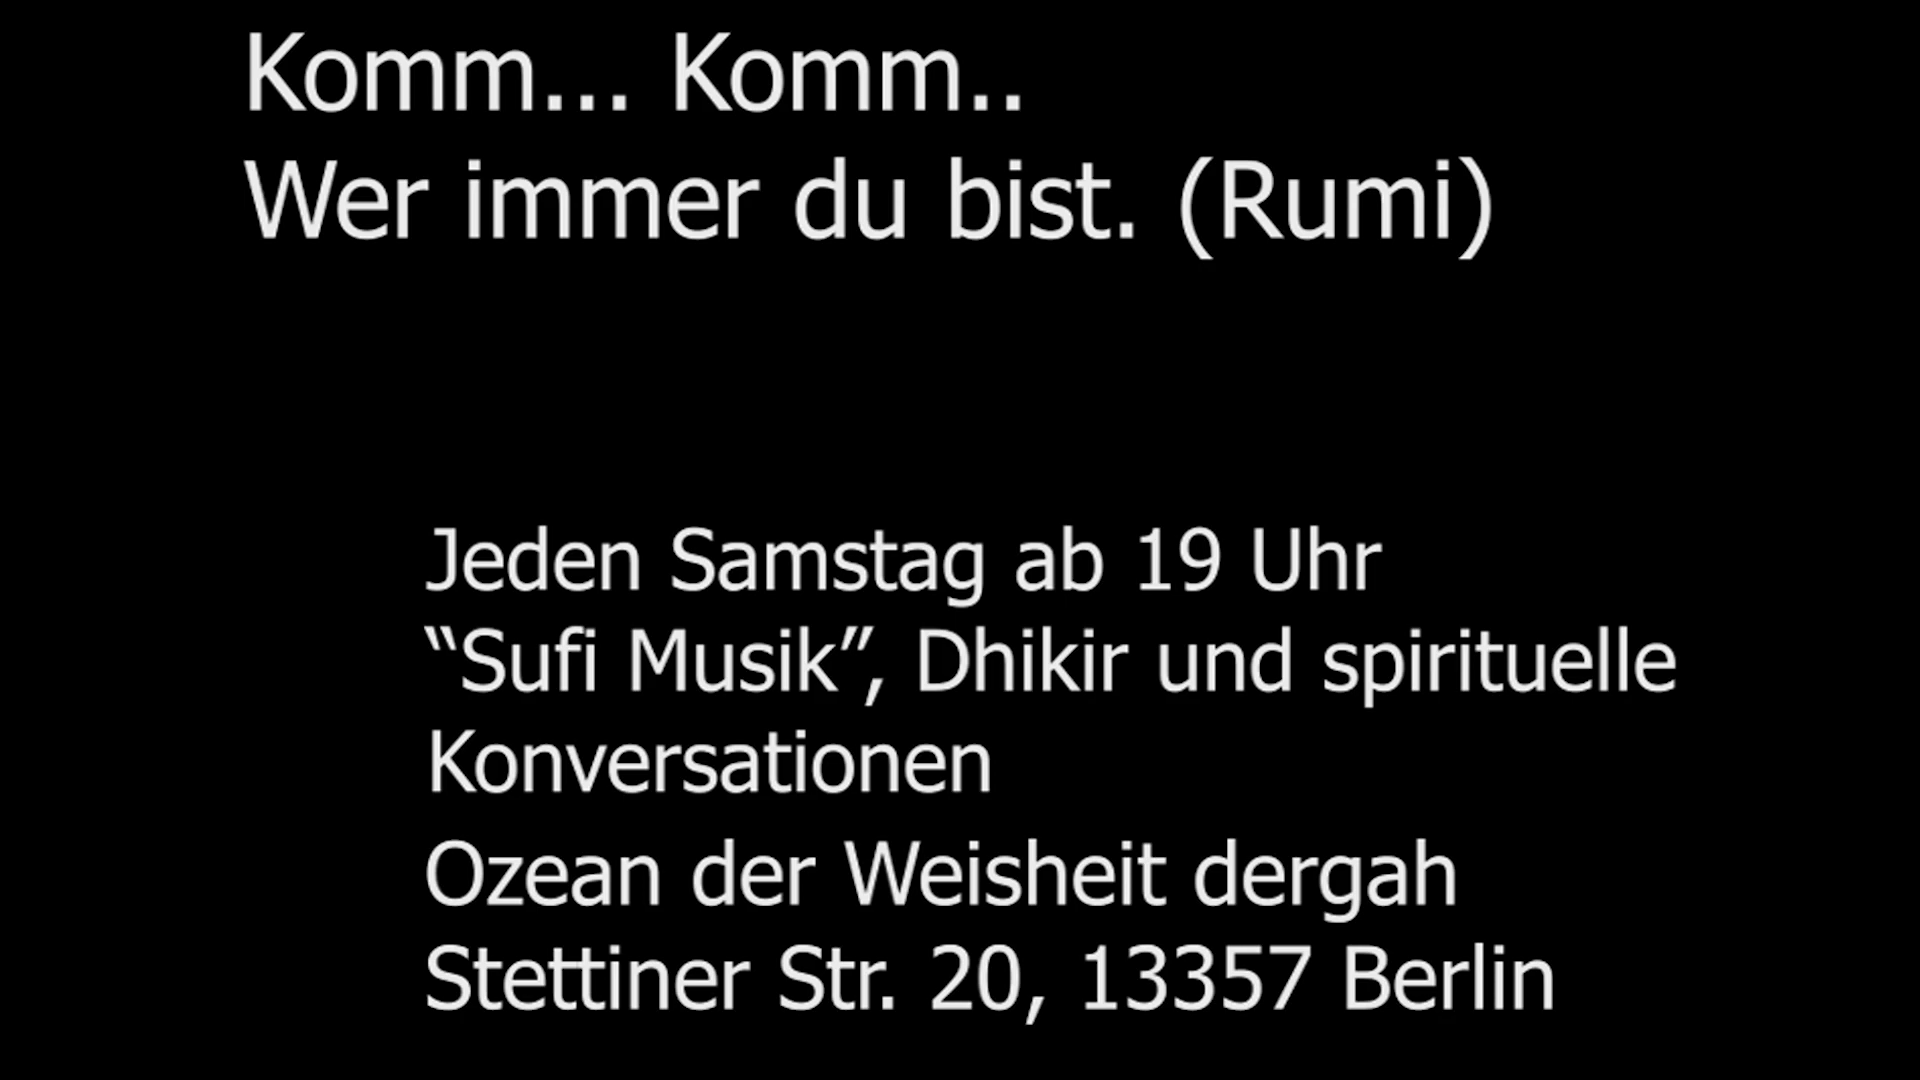 Komm... Komm..
Wer immer du bist. (Rumi)
Jeden Samstag ab 19 Uhr
“Sufi Musik”, Dhikir und spirituelle
Konversationen
Ozean der Weisheit dergah
Stettiner Str. 20, 13357 Berlin